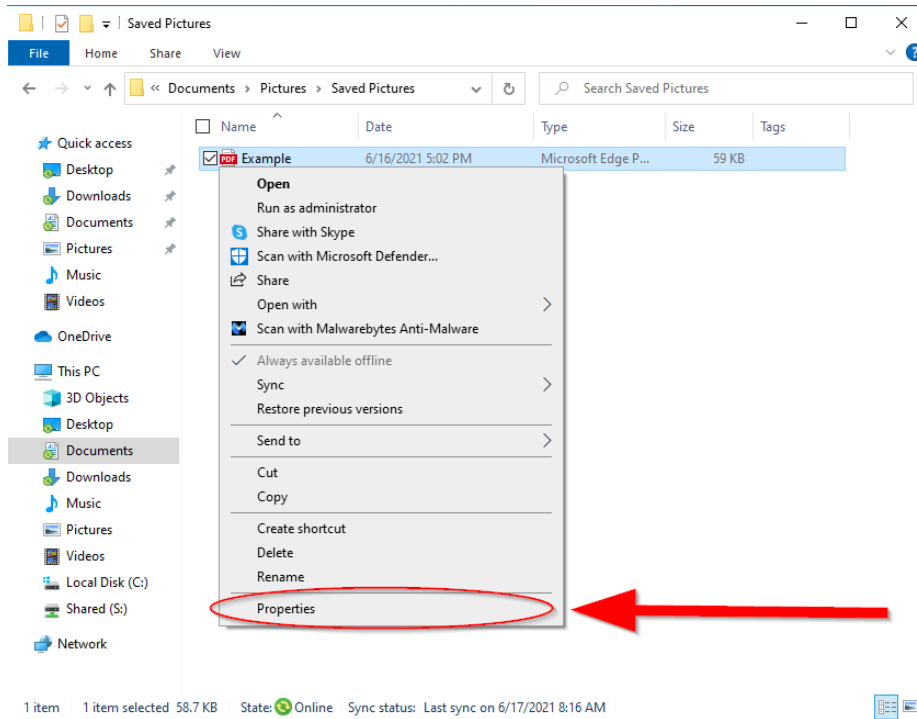 Saved Pictures
File Home Share View
« Documents > Pictures > Saved Pictures
Search Saved Pictures
Name Date Type Size Tags
Quick access
Desktop
Downloads
Documents
Pictures
Music
Videos
OneDrive
This PC
3D Objects
Desktop
Documents
Downloads
Music
Pictures
Videos
Local Disk (C:)
Shared (S:)
Network
PDF Example 6/16/2021 5:02 PM Microsoft Edge P... 59 KB
Open
Run as administrator
Share with Skype
Scan with Microsoft Defender...
Share
Open with
Scan with Malwarebytes Anti-Malware
Always available offline
Sync
Restore previous versions
Send to
Cut
Copy
Create shortcut
Delete
Rename
Properties
1 item 1 item selected 58.7 KB State: Online Sync status: Last sync on 6/17/2021 8:16 AM